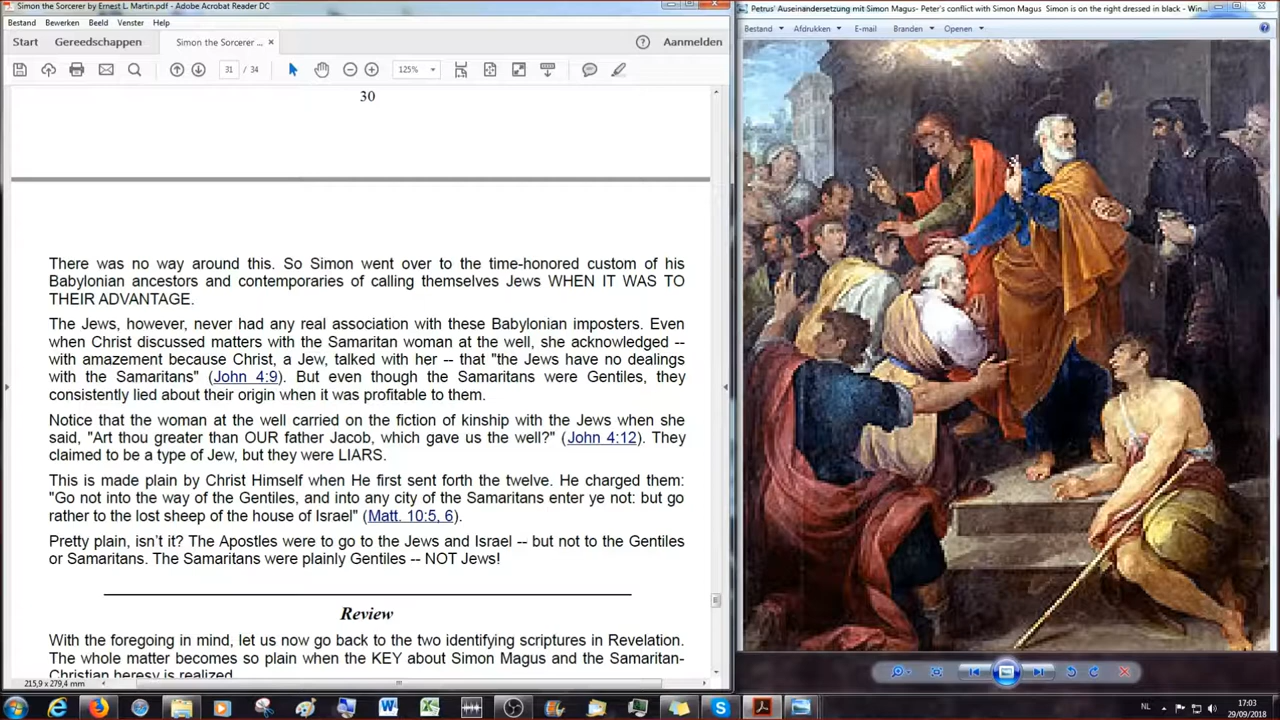 Simon the Sorcerer by Ernest L. Martin.pdf - Adobe Acrobat Reader DC
Bestand Bewerken Beeld Venster Help
Start Gereedschappen Simon the Sorcerer ... × Aanmelden
31 / 34 125%
30
There was no way around this. So Simon went over to the time-honored custom of his
Babylonian ancestors and contemporaries of calling themselves Jews WHEN IT WAS TO
THEIR ADVANTAGE.
The Jews, however, never had any real association with these Babylonian imposters. Even
when Christ discussed matters with the Samaritan woman at the well, she acknowledged --
with amazement because Christ, a Jew, talked with her -- that "the Jews have no dealings
with the Samaritans" (John 4:9). But even though the Samaritans were Gentiles, they
consistently lied about their origin when it was profitable to them.
Notice that the woman at the well carried on the fiction of kinship with the Jews when she
said, "Art thou greater than OUR father Jacob, which gave us the well?" (John 4:12). They
claimed to be a type of Jew, but they were LIARS.
This is made plain by Christ Himself when He first sent forth the twelve. He charged them:
"Go not into the way of the Gentiles, and into any city of the Samaritans enter ye not: but go
rather to the lost sheep of the house of Israel" (Matt. 10:5, 6).
Pretty plain, isn't it? The Apostles were to go to the Jews and Israel -- but not to the Gentiles
or Samaritans. The Samaritans were plainly Gentiles -- NOT Jews!
Review
With the foregoing in mind, let us now go back to the two identifying scriptures in Revelation.
The whole matter becomes so plain when the KEY about Simon Magus and the Samaritan-
Christian heresy is realized
215,9 x 279,4 mm
Petrus' Auseinandersetzung mit Simon Magus- Peter's conflict with Simon Magus Simon is on the right dressed in black - Win...
Bestand Afdrukken E-mail Branden Openen
NL 17:03
29/09/2018